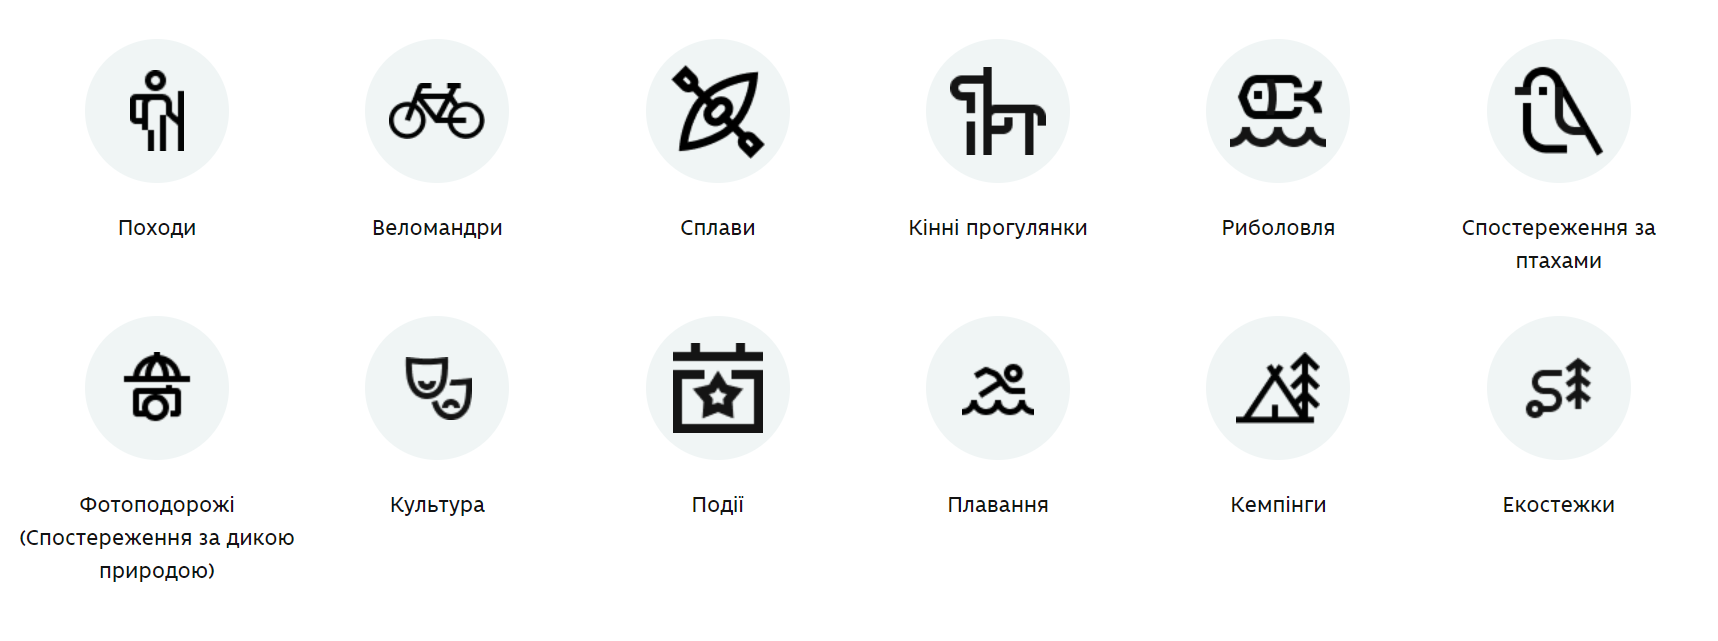 Походи
Веломандри
Сплави
Кінні прогулянки
Риболовля
Спостереження за
птахами
Фотоподорожі
(Спостереження за дикою
природою)
Культура
Події
Плавання
Кемпінги
Екостежки